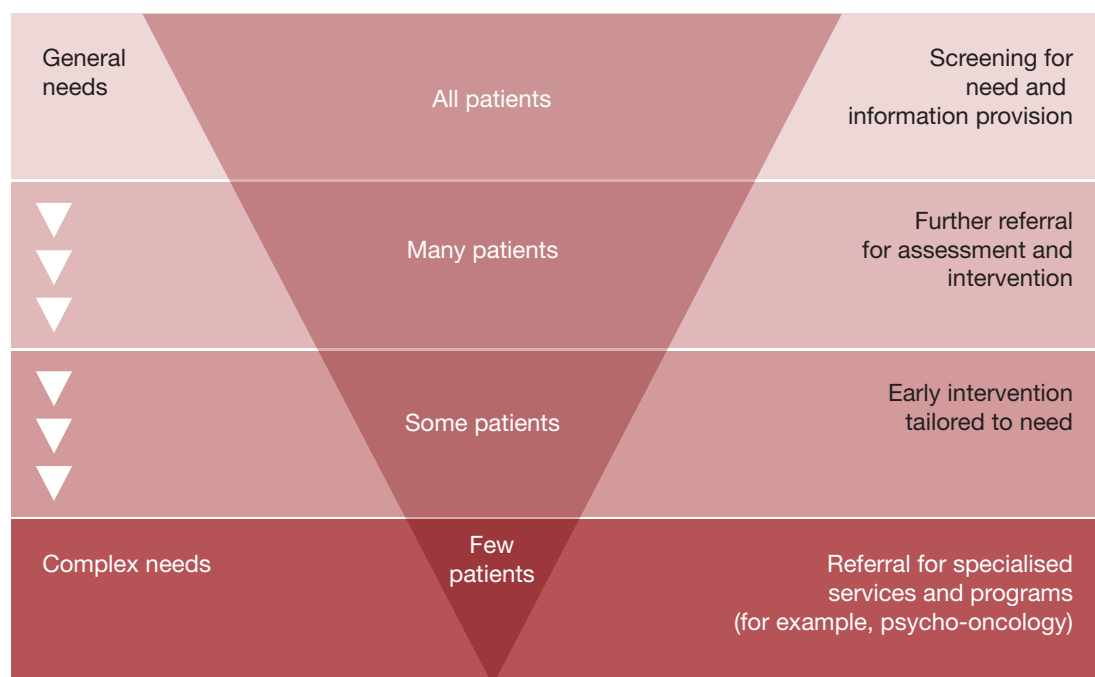 General
needs
All patients
Screening for
need and
information provision
Many patients
Further referral
for assessment and
intervention
Some patients
Early intervention
tailored to need
Complex needs
Few
patients
Referral for specialised
services and programs
(for example, psycho-oncology)